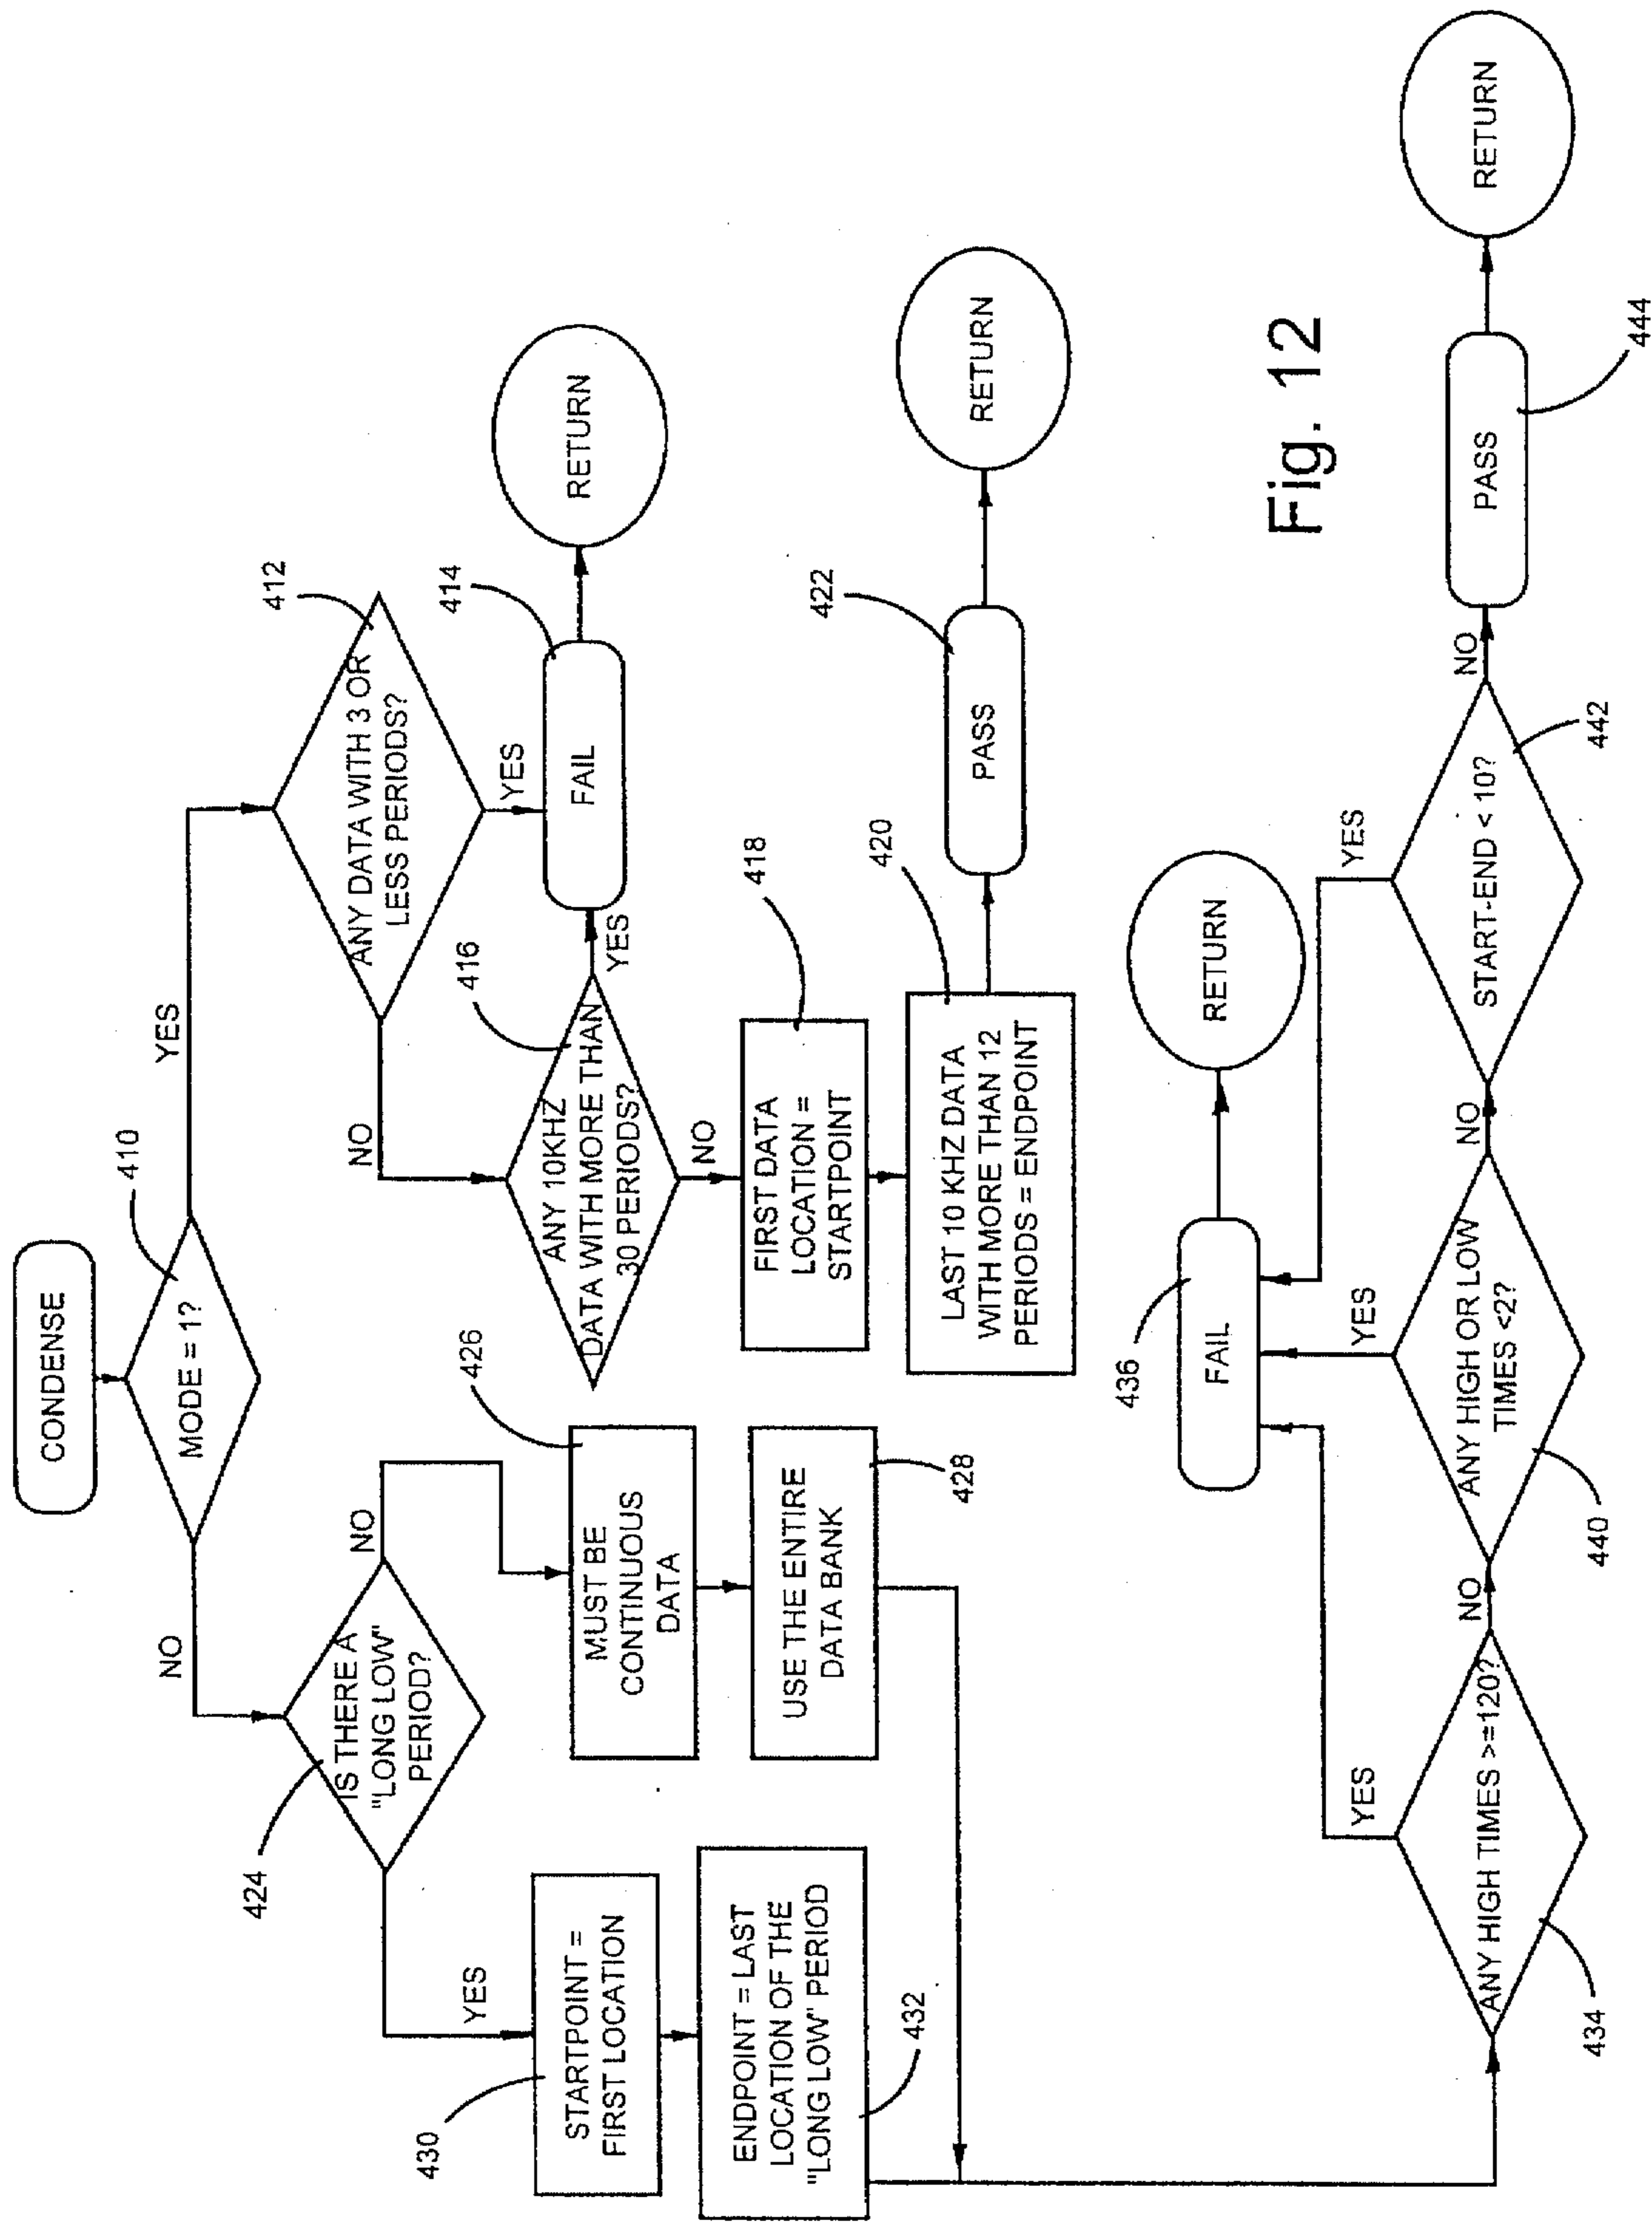 CONDENSE
410
MODE = 1?
YES
NO
412
ANY DATA WITH 3 OR
LESS PERIODS?
YES
NO
414
FAIL
RETURN
416
ANY 10KHZ
DATA WITH MORE THAN
30 PERIODS?
YES
NO
418
FIRST DATA
LOCATION =
STARTPOINT
420
LAST 10 KHZ DATA
WITH MORE THAN 12
PERIODS = ENDPOINT
422
PASS
RETURN
424
IS THERE A
"LONG LOW"
PERIOD?
NO
YES
426
MUST BE
CONTINUOUS
DATA
428
USE THE ENTIRE
DATA BANK
430
STARTPOINT =
FIRST LOCATION
432
ENDPOINT = LAST
LOCATION OF THE
"LONG LOW" PERIOD
434
ANY HIGH TIMES >=120?
YES
NO
436
FAIL
RETURN
440
ANY HIGH OR LOW
TIMES <2?
YES
NO
442
START-END < 10?
YES
NO
444
PASS
RETURN
Fig. 12